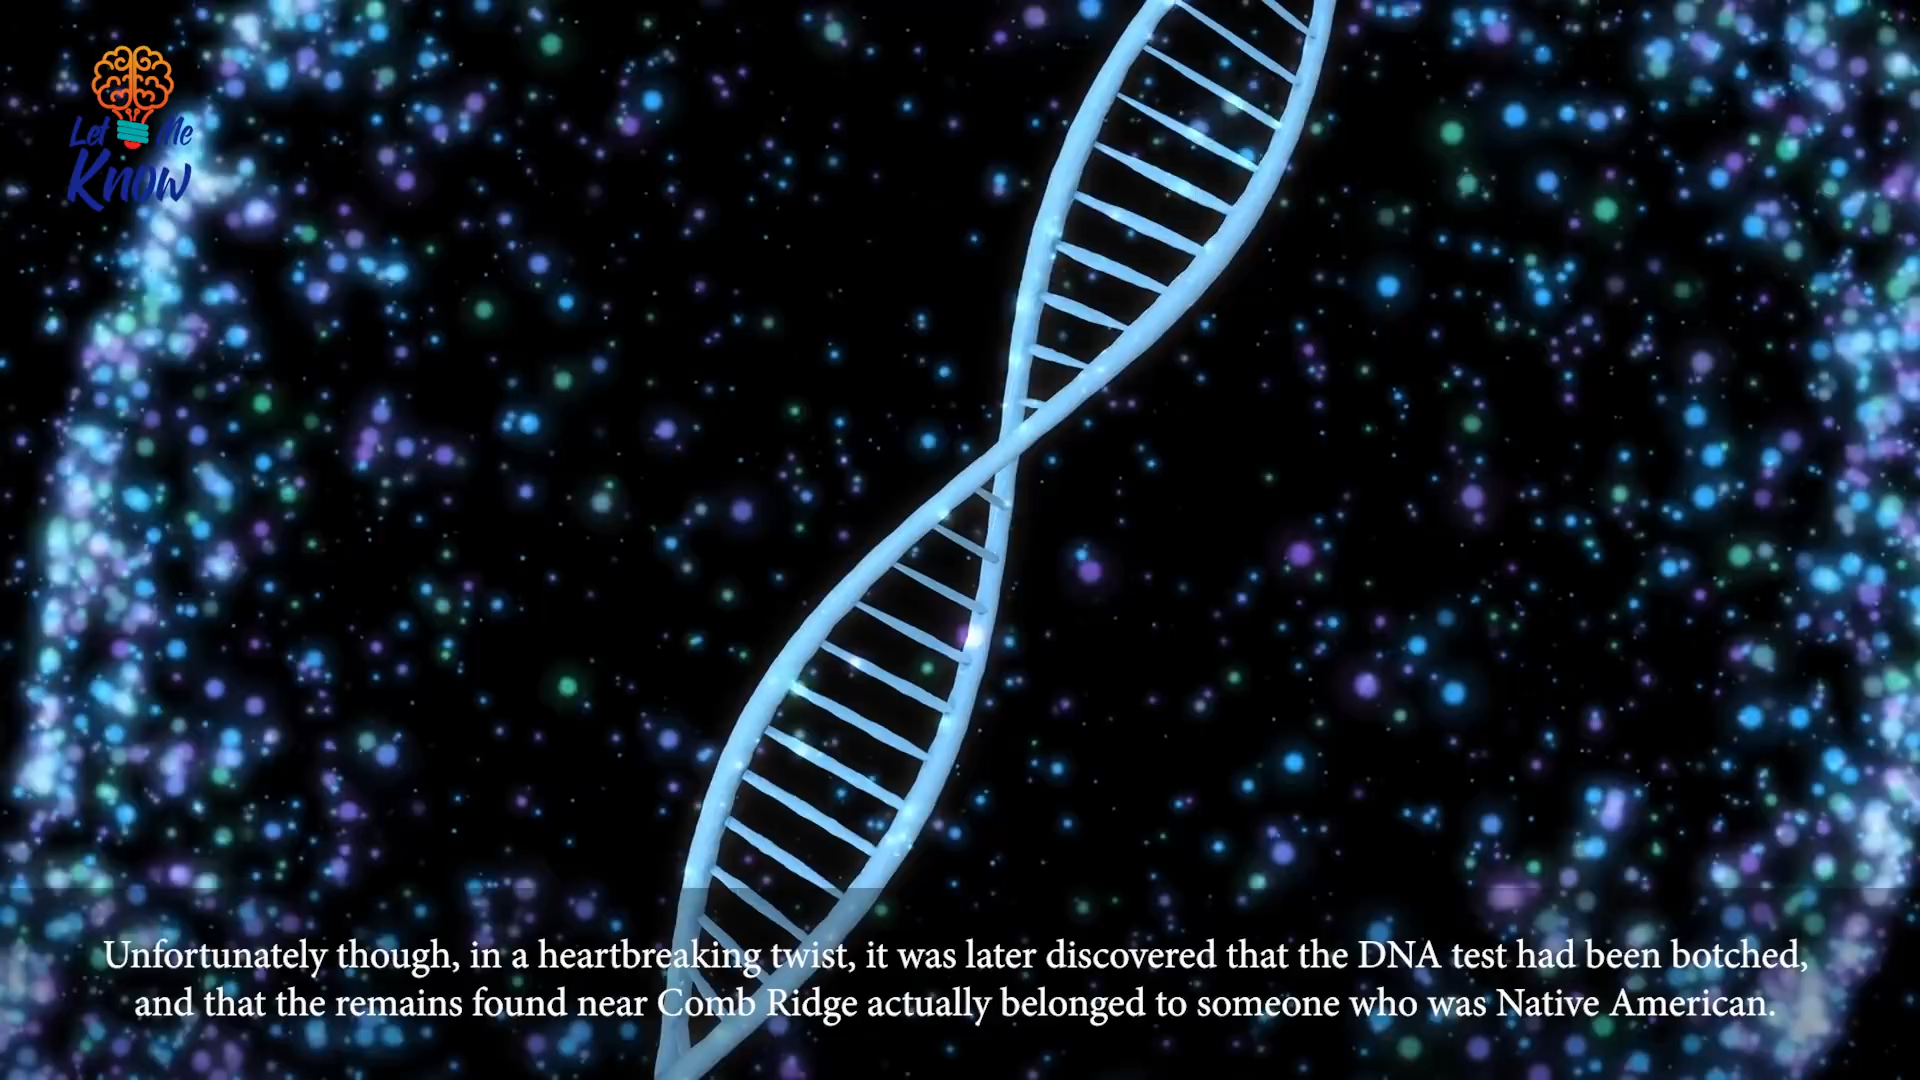 Let Me
Know
Unfortunately though, in a heartbreaking twist, it was later discovered that the DNA test had been botched,
and that the remains found near Comb Ridge actually belonged to someone who was Native American.